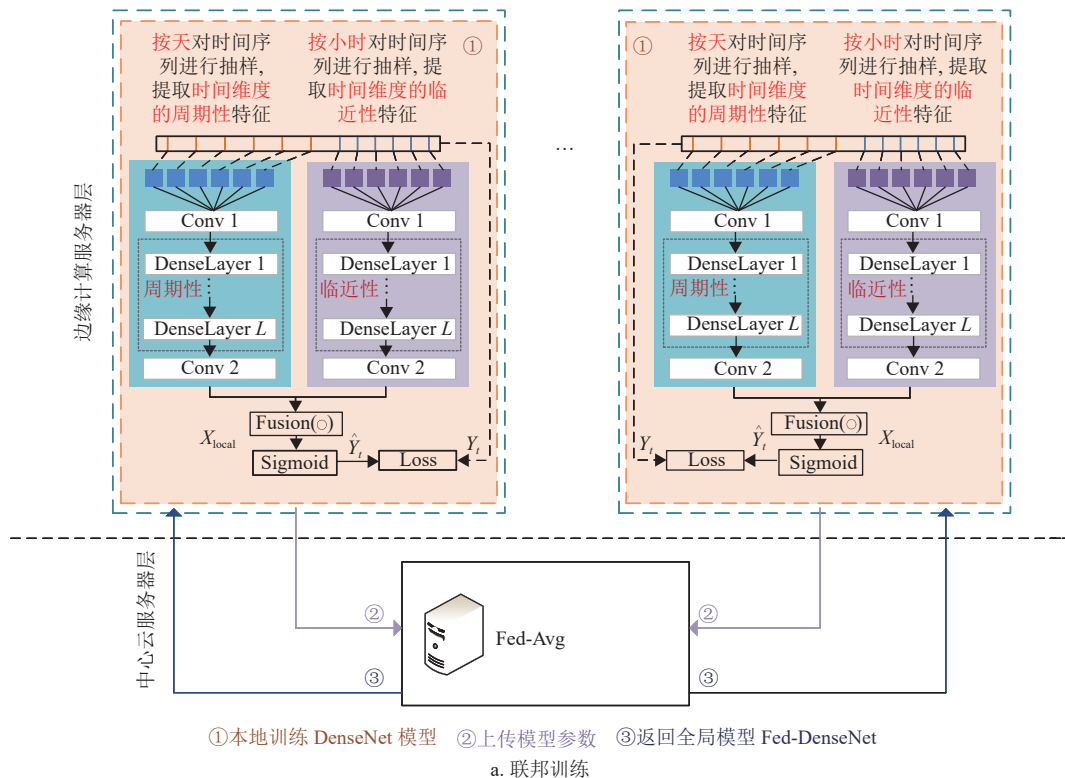 按天对时间序
列进行抽样,
提取时间维度
的周期性特征
按小时对时间序
列进行抽样, 提
取时间维度的临
近性特征
①
Conv 1
DenseLayer 1
周期性
DenseLayer L
Conv 2
Conv 1
DenseLayer 1
临近性
DenseLayer L
Conv 2
Fusion(○)
X_local
Sigmoid
Ŷ_t
Loss
Y_t
…
①
按天对时间序
列进行抽样,
提取时间维度
的周期性特征
按小时对时间序
列进行抽样, 提取
时间维度的临
近性特征
Conv 1
DenseLayer 1
周期性
DenseLayer L
Conv 2
Conv 1
DenseLayer 1
临近性
DenseLayer L
Conv 2
Fusion(○)
X_local
Y_t
Loss
Ŷ_t
Sigmoid
边缘计算服务器层
中心云服务器层
②
③
Fed-Avg
②
③
①本地训练 DenseNet 模型 ②上传模型参数 ③返回全局模型 Fed-DenseNet
a. 联邦训练